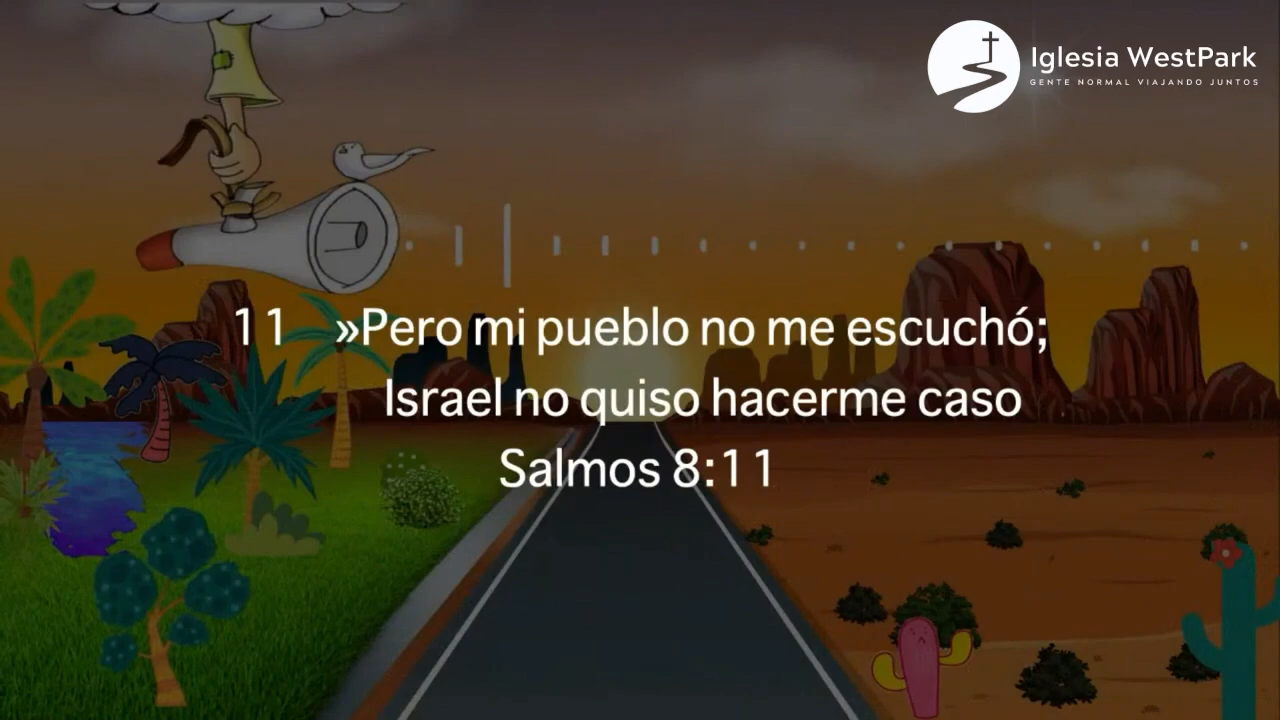 Iglesia WestPark
GENTE NORMAL VIAJANDO JUNTOS
11 »Pero mi pueblo no me escuchó;
Israel no quiso hacerme caso
Salmos 8:11